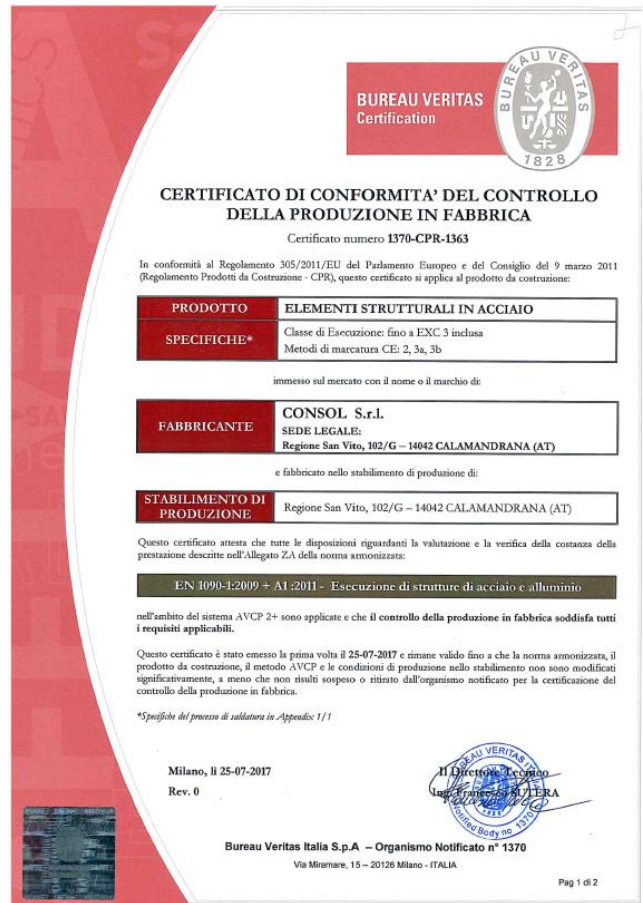 BUREAU VERITAS
Certification
BUREAU VERITAS
1828
CERTIFICATO DI CONFORMITA' DEL CONTROLLO
DELLA PRODUZIONE IN FABBRICA
Certificato numero 1370-CPR-1363
In conformità al Regolamento 305/2011/EU del Parlamento Europeo e del Consiglio del 9 marzo 2011
(Regolamento Prodotti da Costruzione - CPR), questo certificato si applica al prodotto da costruzione:
PRODOTTO ELEMENTI STRUTTURALI IN ACCIAIO
SPECIFICHE* Classe di Esecuzione: fino a EXC 3 inclusa
Metodi di marcatura CE: 2, 3a, 3b
immesso sul mercato con il nome o il marchio di:
FABBRICANTE CONSOL S.r.l.
SEDE LEGALE:
Regione San Vito, 102/G – 14042 CALAMANDRANA (AT)
e fabbricato nello stabilimento di produzione di:
STABILIMENTO DI
PRODUZIONE Regione San Vito, 102/G – 14042 CALAMANDRANA (AT)
Questo certificato attesta che tutte le disposizioni riguardanti la valutazione e la verifica della costanza della
prestazione descritte nell'Allegato ZA della norma armonizzata:
EN 1090-1:2009 + A1:2011 - Esecuzione di strutture di acciaio e alluminio
nell'ambito del sistema AVCP 2+ sono applicate e che il controllo della produzione in fabbrica soddisfa tutti
i requisiti applicabili.
Questo certificato è stato emesso la prima volta il 25-07-2017 e rimane valido fino a che la norma armonizzata, il
prodotto da costruzione, il metodo AVCP e le condizioni di produzione nello stabilimento non sono modificati
significativamente, a meno che non risulti sospeso o ritirato dall'organismo notificato per la certificazione del
controllo della produzione in fabbrica.
*Specifiche del processo di saldatura in Appendix 1/1
Milano, li 25-07-2017
Rev. 0
Il Direttore Tecnico
Ing. Francesco SUTERA
BUREAU VERITAS ITALIA
Notified Body no 1370
Bureau Veritas Italia S.p.A – Organismo Notificato n° 1370
Via Miramare, 15 – 20126 Milano - ITALIA
Pag 1 di 2